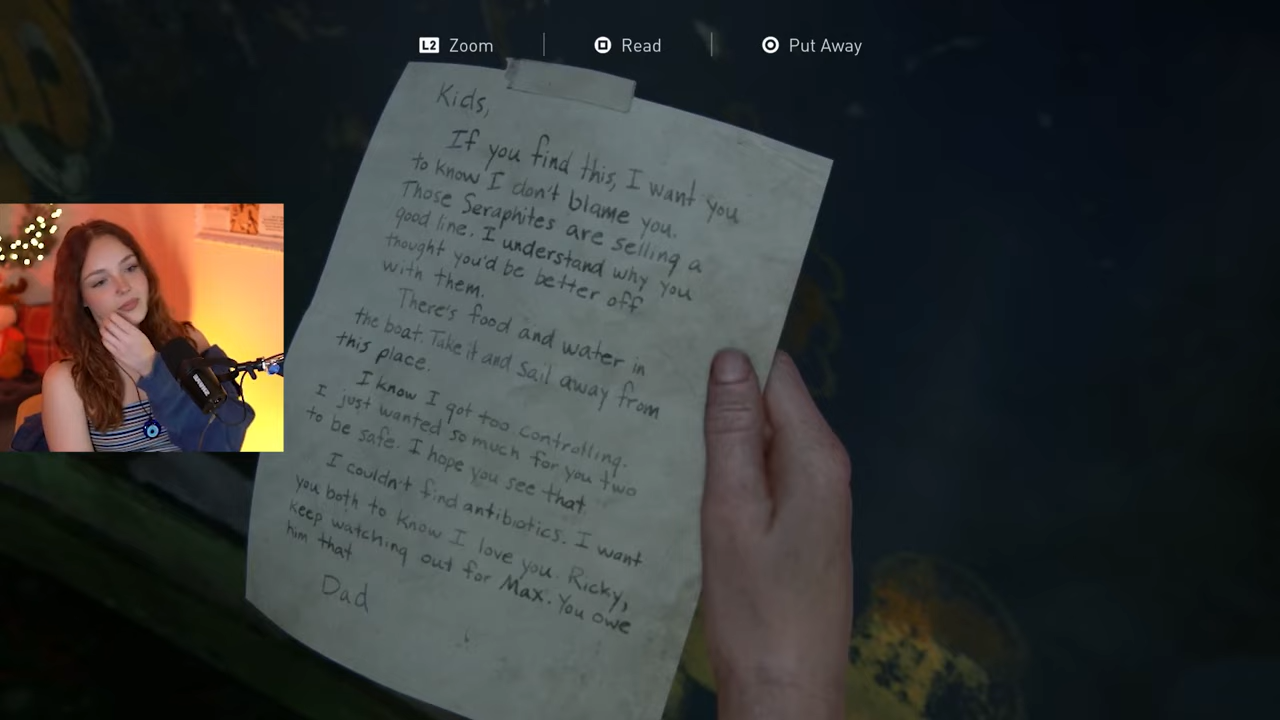 L2 Zoom Read Put Away
Kids,
If you find this, I want you
to know I don't blame you.
Those Seraphites are selling a
good line. I understand why you
thought you'd be better off
with them.
There's food and water in
the boat. Take it and sail away from
this place.
I know I got too controlling.
I just wanted so much for you two
to be safe. I hope you see that
I couldn't find antibiotics. I want
you both to know I love you. Ricky,
keep watching out for Max. You owe
him that
Dad